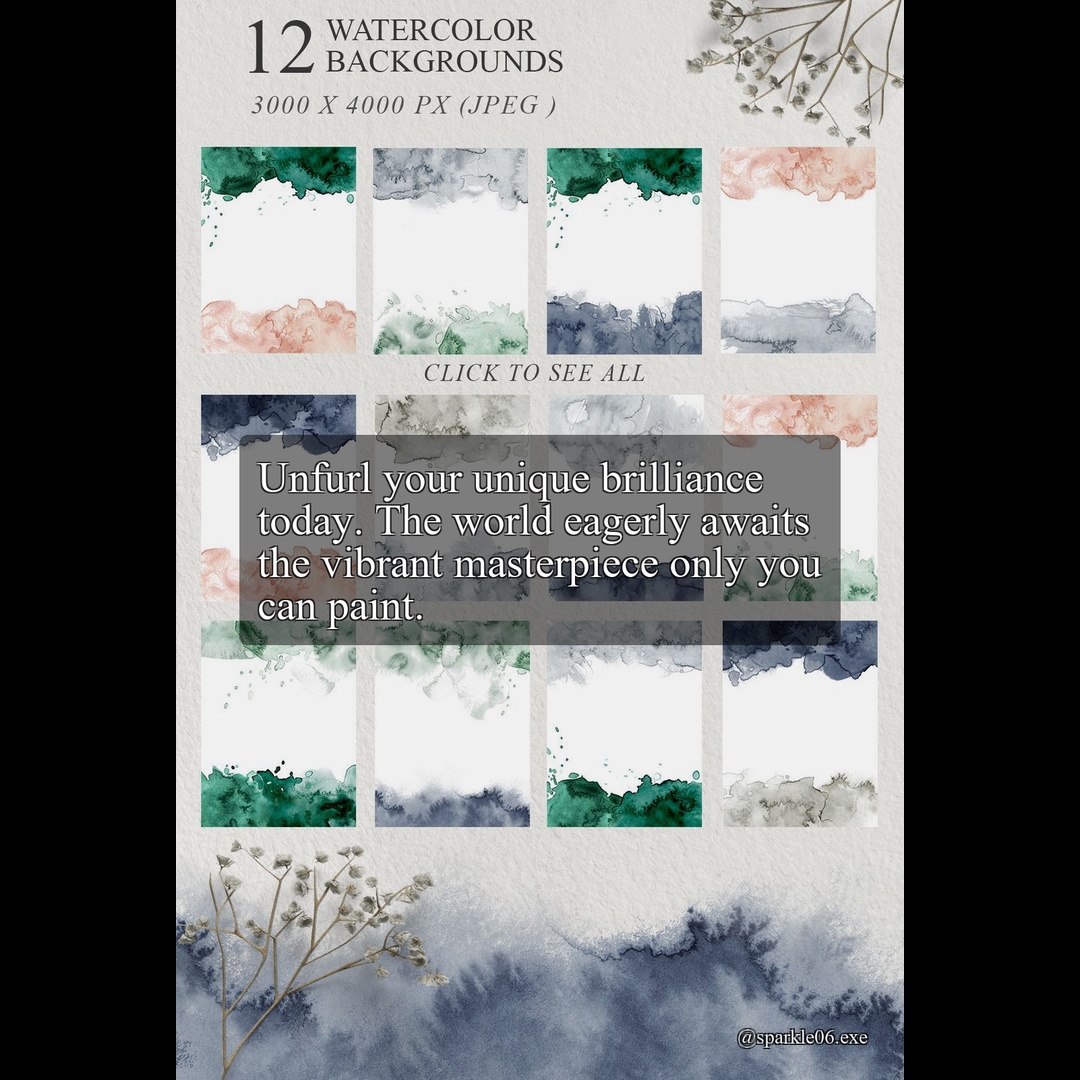 12 WATERCOLOR
BACKGROUNDS
3000 X 4000 PX (JPEG )
CLICK TO SEE ALL
Unfurl your unique brilliance
today. The world eagerly awaits
the vibrant masterpiece only you
can paint.
@sparkle06.exe